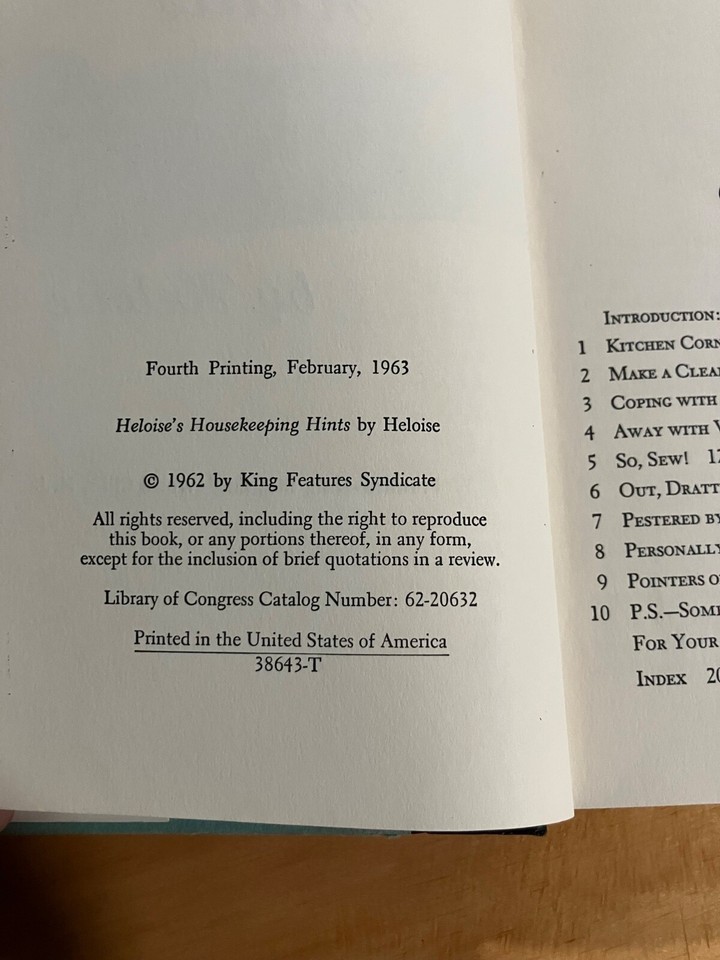 Fourth Printing, February, 1963
Heloise's Housekeeping Hints by Heloise
© 1962 by King Features Syndicate
All rights reserved, including the right to reproduce
this book, or any portions thereof, in any form,
except for the inclusion of brief quotations in a review.
Library of Congress Catalog Number: 62-20632
Printed in the United States of America
38643-T
INTRODUCTION:
1 KITCHEN
2 MAKE A
3 COPING WITH
4 AWAY WITH
5 SO, SEW!
6 OUT,
7 PESTERED
8 PERSONALLY
9 POINTERS
10 P.S.—
FOR YOUR
INDEX